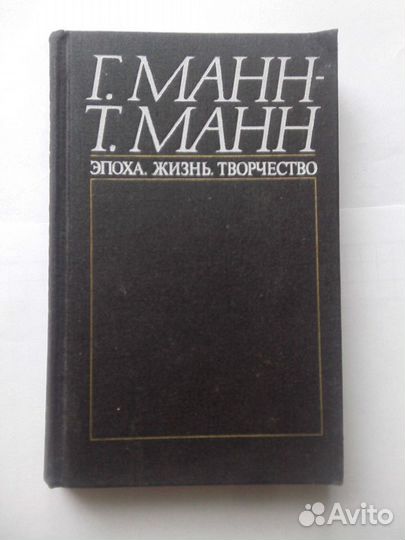 Г. МАНН-
Т. МАНН
ЭПОХА. ЖИЗНЬ. ТВОРЧЕСТВО
Avito